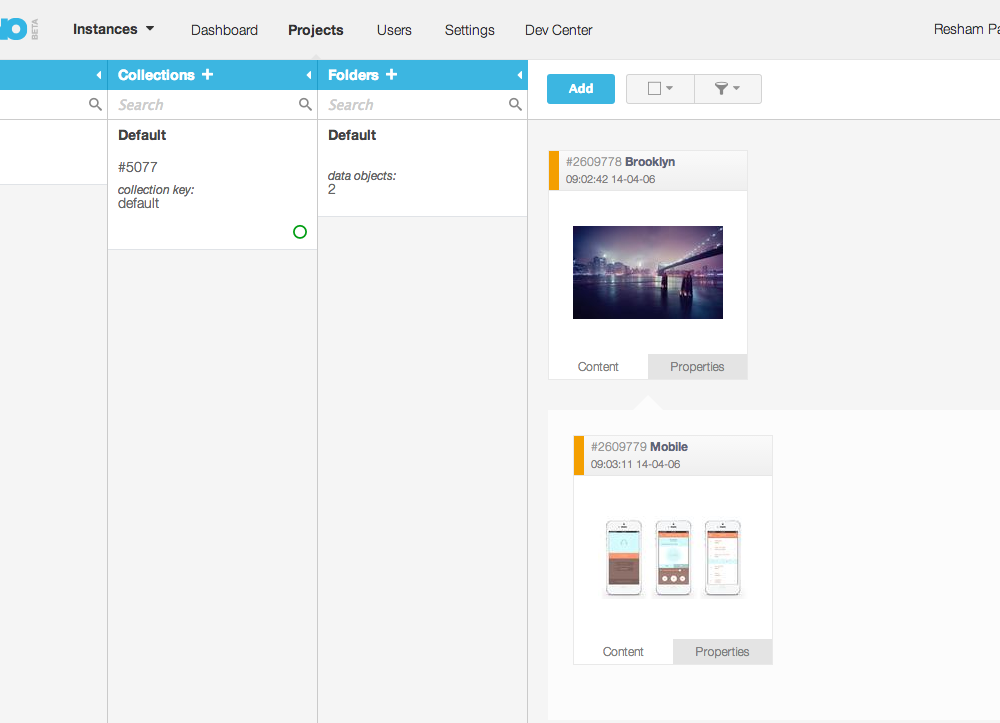 BETA
Instances Dashboard Projects Users Settings Dev Center Resham
Collections + Folders + Add
Search Search
Default Default
#5077
collection key:
default
data objects:
2
#2609778 Brooklyn
09:02:42 14-04-06
Content Properties
#2609779 Mobile
09:03:11 14-04-06
Content Properties